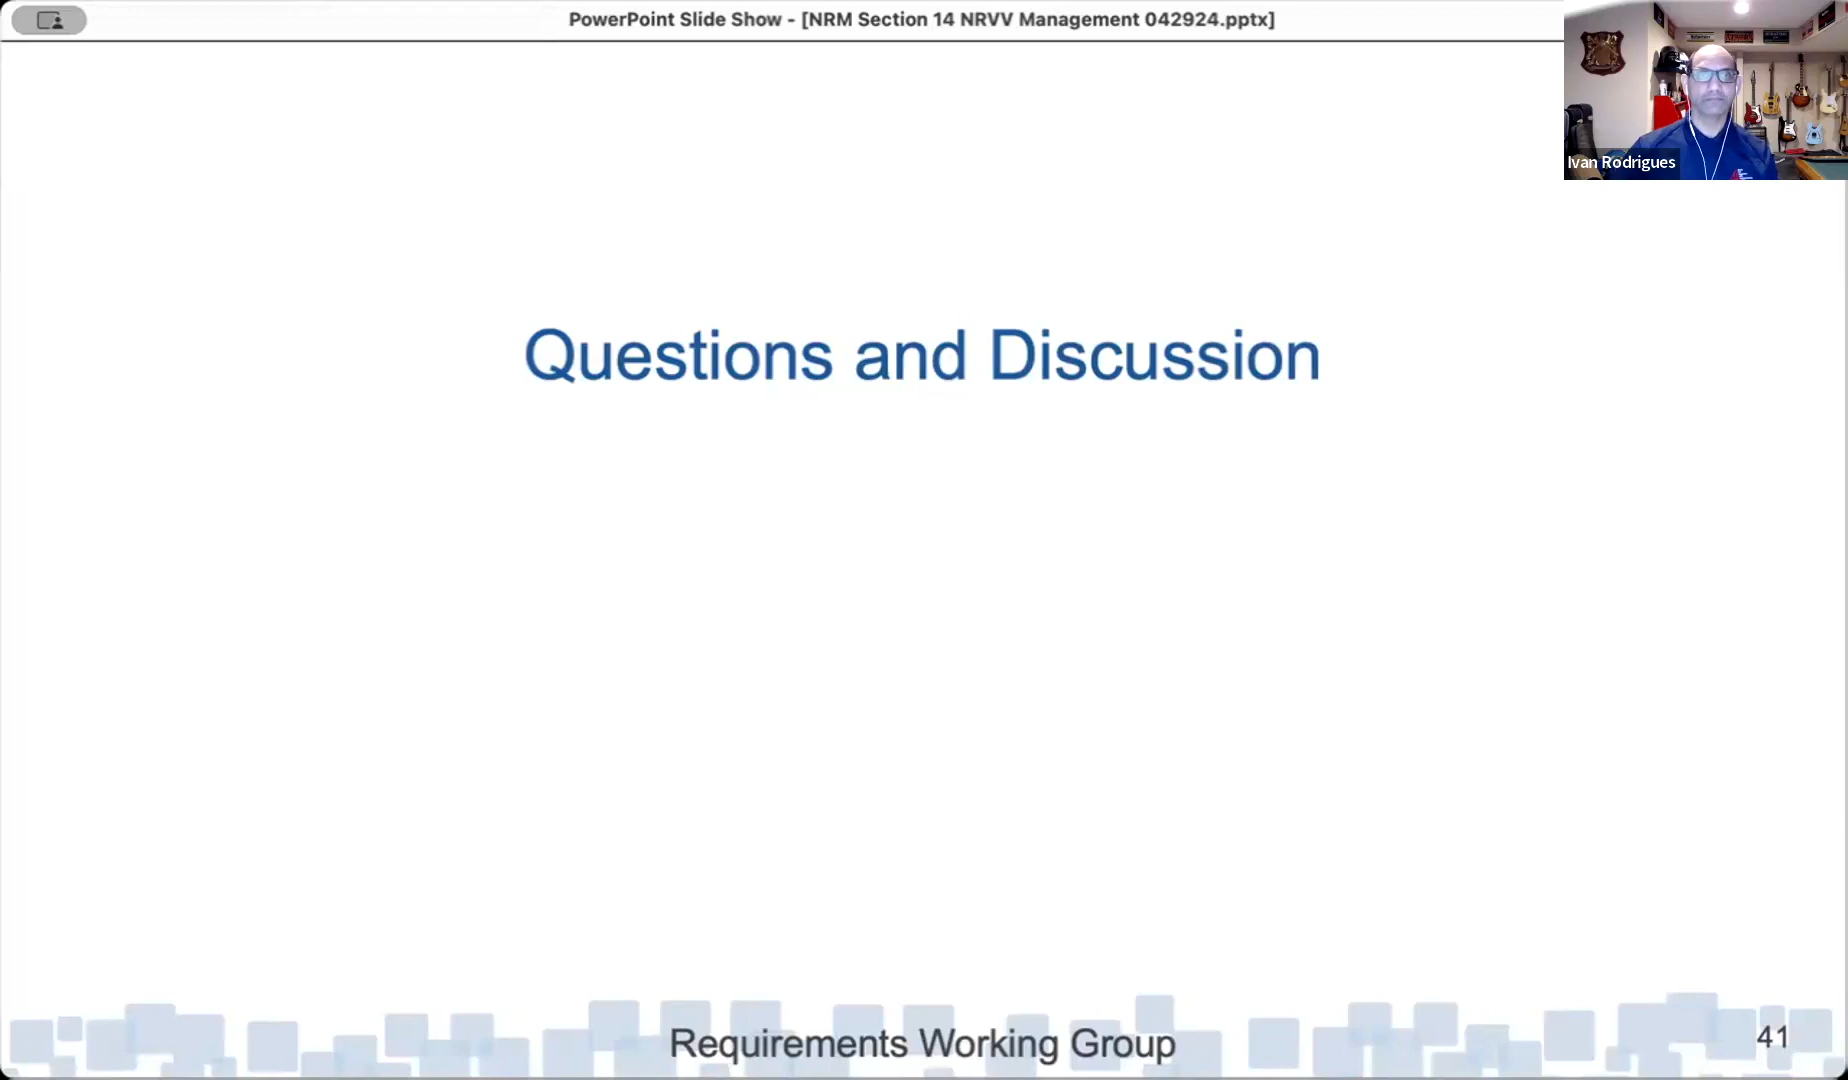 PowerPoint Slide Show - [NRM Section 14 NRVV Management 042924.pptx]
Ivan Rodrigues
Questions and Discussion
Requirements Working Group
41